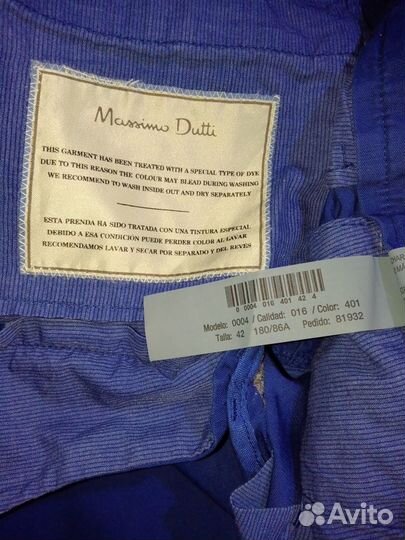 Massimo Dutti
THIS GARMENT HAS BEEN TREATED WITH A SPECIAL TYPE OF DYE
DUE TO THIS REASON THE COLOUR MAY BLEAD DURING WASHING
WE RECOMMEND TO WASH INSIDE OUT AND DRY SEPARATELY
ESTA PRENDA HA SIDO TRATADA CON UNA TINTURA ESPECIAL
DEBIDO A ESA CONDICIÓN PUEDE PERDER COLOR AL LAVAR
RECOMENDAMOS LAVAR Y SECAR POR SEPARADO Y DEL REVES
0 0004 016 401 42 4
Modelo: 0004 / Calidad: 016 / Color: 401
Talla: 42 180/86A Pedido: 81932
Avito